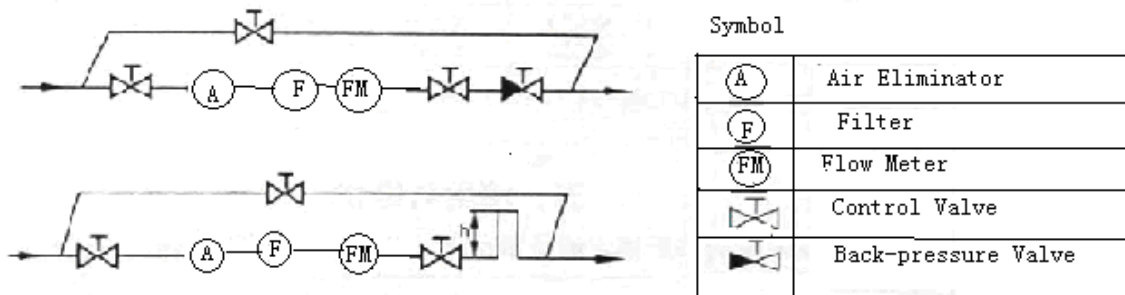 A F FM
A F FM h
Symbol
A Air Eliminator
F Filter
FM Flow Meter
Control Valve
Back-pressure Valve